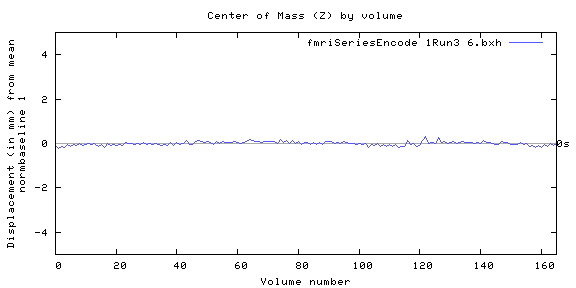 Center of Mass (Z) by volume
fmriSeriesEncode 1Run3 6.bxh
Displacement (in mm) from mean
normbaseline 1
4
2
0
-2
-4
0s
0 20 40 60 80 100 120 140 160
Volume number